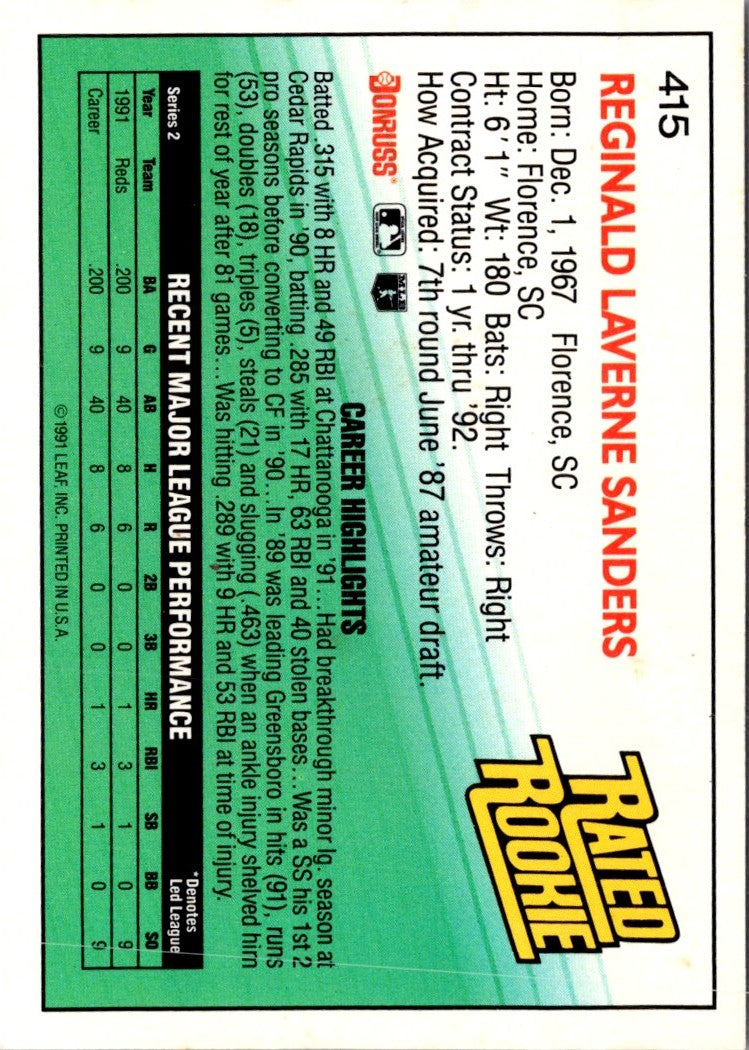 415
REGINALD LAVERNE SANDERS
Born: Dec. 1, 1967 Florence, SC
Home: Florence, SC
Ht: 6'1" Wt: 180 Bats: Right Throws: Right
Contract Status: 1 yr. thru '92.
How Acquired: 7th round June '87 amateur draft.
RATED
ROOKIE
DONRUSS
MLB
CAREER HIGHLIGHTS
Batted .315 with 8 HR and 49 RBI at Chattanooga in '91 ... Had breakthrough minor lg. season at
Cedar Rapids in '90, batting .285 with 17 HR, 63 RBI and 40 stolen bases ... Was a SS his 1st 2
pro seasons before converting to CF in '90 ... In '89 was leading Greensboro in hits (91), runs
(53), doubles (18), triples (5), steals (21) and slugging (.463) when an ankle injury shelved him
for rest of year after 81 games ... Was hitting .289 with 9 HR and 53 RBI at time of injury.
Series 2 RECENT MAJOR LEAGUE PERFORMANCE *Denotes
Led League
Year Team BA G AB H R 2B 3B HR RBI SB BB SO
1991 Reds .200 9 40 8 6 0 0 1 3 1 0 9
Career .200 9 40 8 6 0 0 1 3 1 0 9
© 1991 LEAF, INC. PRINTED IN U.S.A.